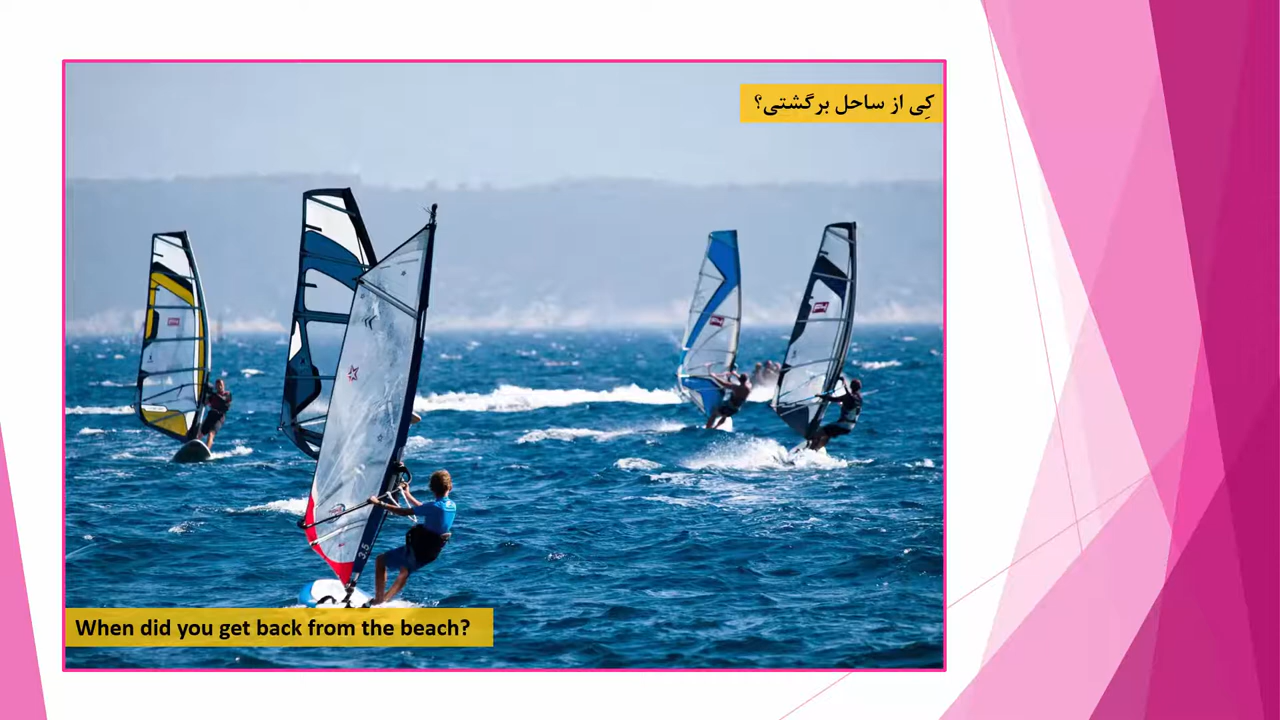 کِی از ساحل برگشتی؟
When did you get back from the beach?